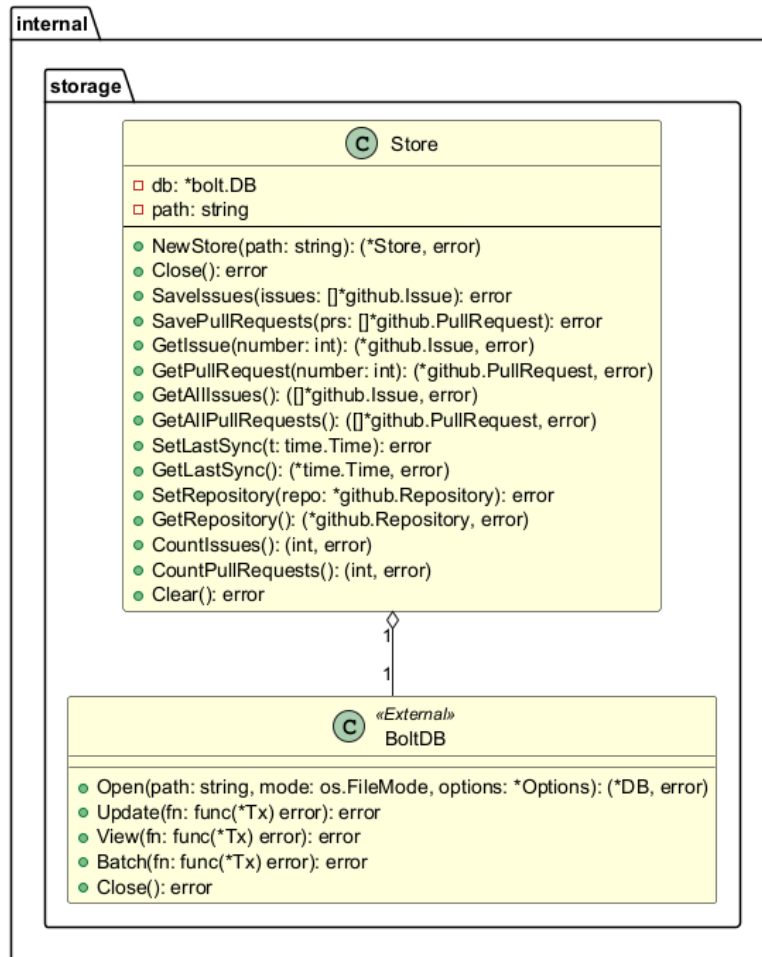 internal
storage
C Store
db: *bolt.DB
path: string
NewStore(path: string): (*Store, error)
Close(): error
SaveIssues(issues: []*github.Issue): error
SavePullRequests(prs: []*github.PullRequest): error
GetIssue(number: int): (*github.Issue, error)
GetPullRequest(number: int): (*github.PullRequest, error)
GetAllIssues(): ([]*github.Issue, error)
GetAllPullRequests(): ([]*github.PullRequest, error)
SetLastSync(t: time.Time): error
GetLastSync(): (*time.Time, error)
SetRepository(repo: *github.Repository): error
GetRepository(): (*github.Repository, error)
CountIssues(): (int, error)
CountPullRequests(): (int, error)
Clear(): error
1
1
«External»
C BoltDB
Open(path: string, mode: os.FileMode, options: *Options): (*DB, error)
Update(fn: func(*Tx) error): error
View(fn: func(*Tx) error): error
Batch(fn: func(*Tx) error): error
Close(): error